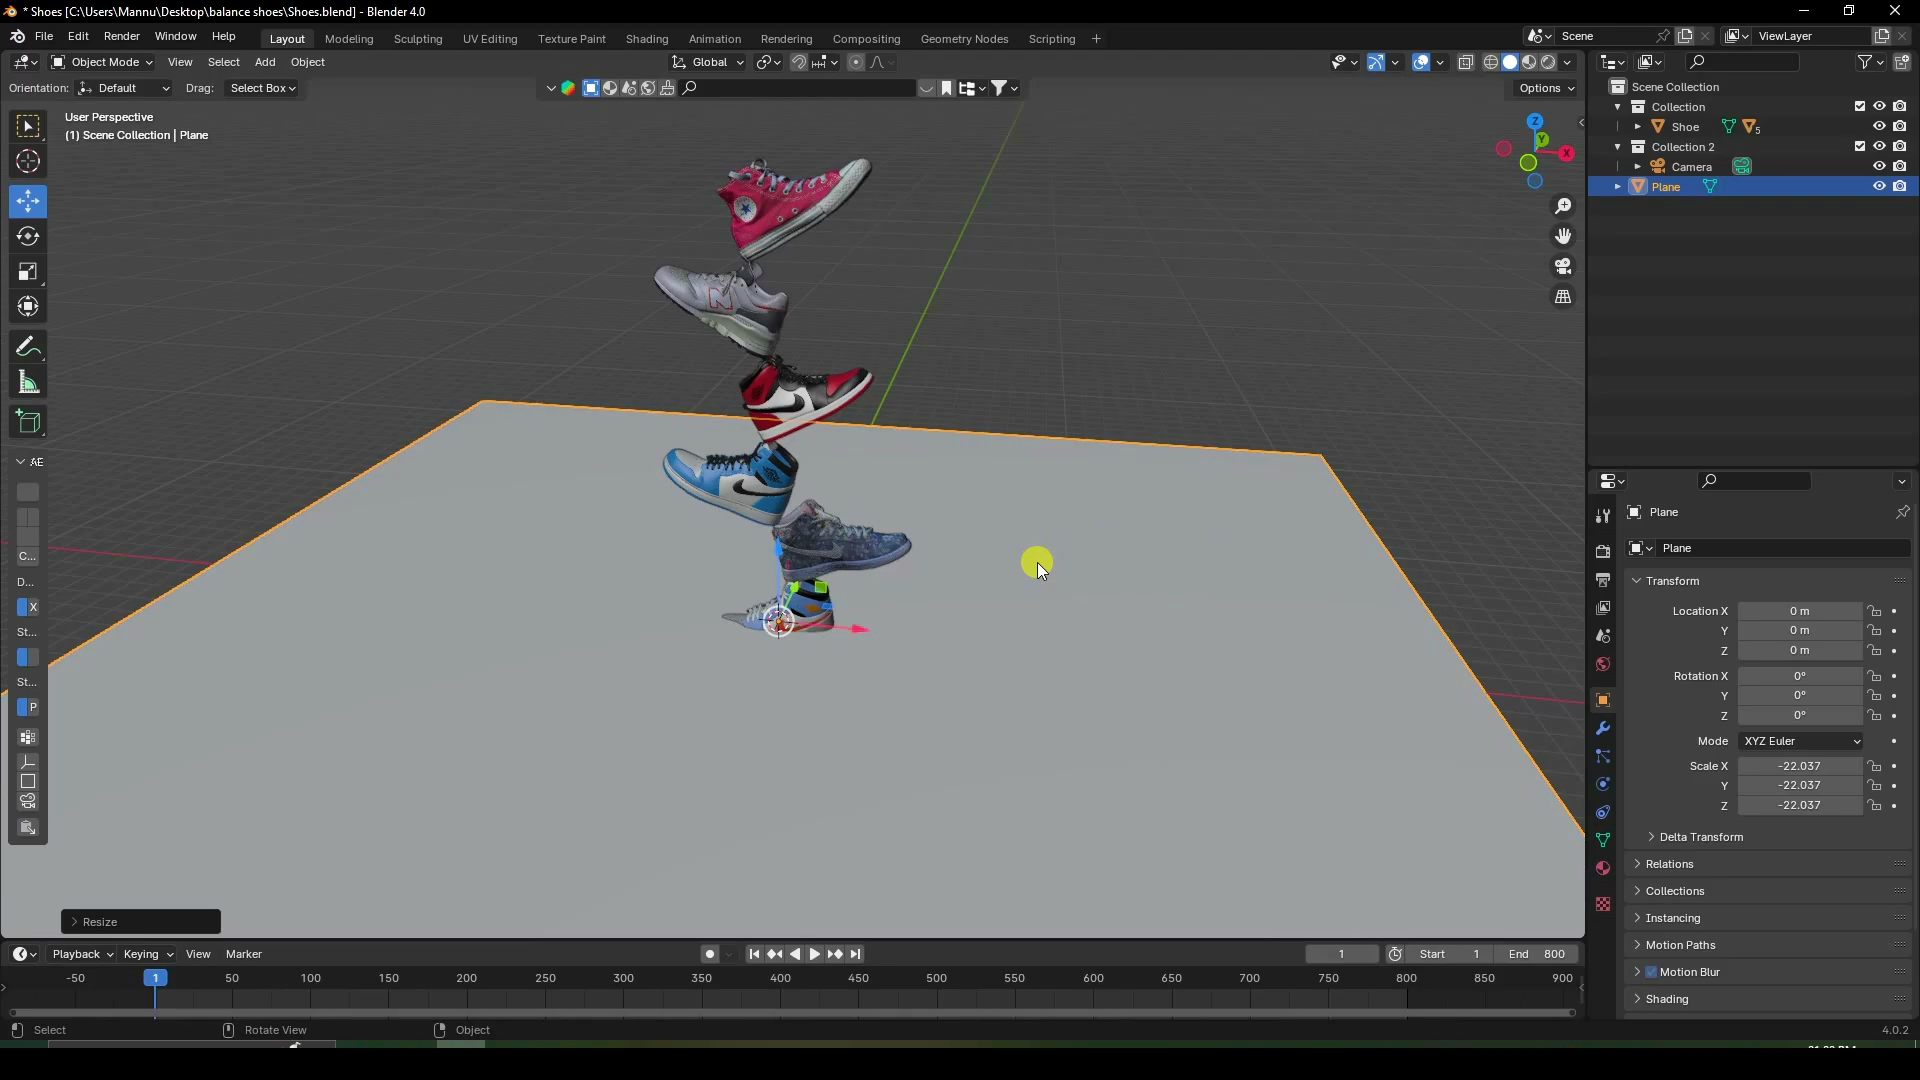 * Shoes [C:\Users\Mannu\Desktop\balance shoes\Shoes.blend] - Blender 4.0
File Edit Render Window Help Layout Modeling Sculpting UV Editing Texture Paint Shading Animation Rendering Compositing Geometry Nodes Scripting + Scene ViewLayer
Object Mode View Select Add Object Global
Orientation: Default Drag: Select Box Options
User Perspective
(1) Scene Collection | Plane
Z
Y
X
Scene Collection
Collection
Shoe 5
Collection 2
Camera
Plane
AE
C...
D...
X
St...
St...
P
N
Resize
Plane
Plane
Transform
Location X 0 m
Y 0 m
Z 0 m
Rotation X 0°
Y 0°
Z 0°
Mode XYZ Euler
Scale X -22.037
Y -22.037
Z -22.037
Delta Transform
Relations
Collections
Instancing
Motion Paths
Motion Blur
Shading
Playback Keying View Marker 1 Start 1 End 800
-50 1 50 100 150 200 250 300 350 400 450 500 550 600 650 700 750 800 850 900
Select Rotate View Object 4.0.2